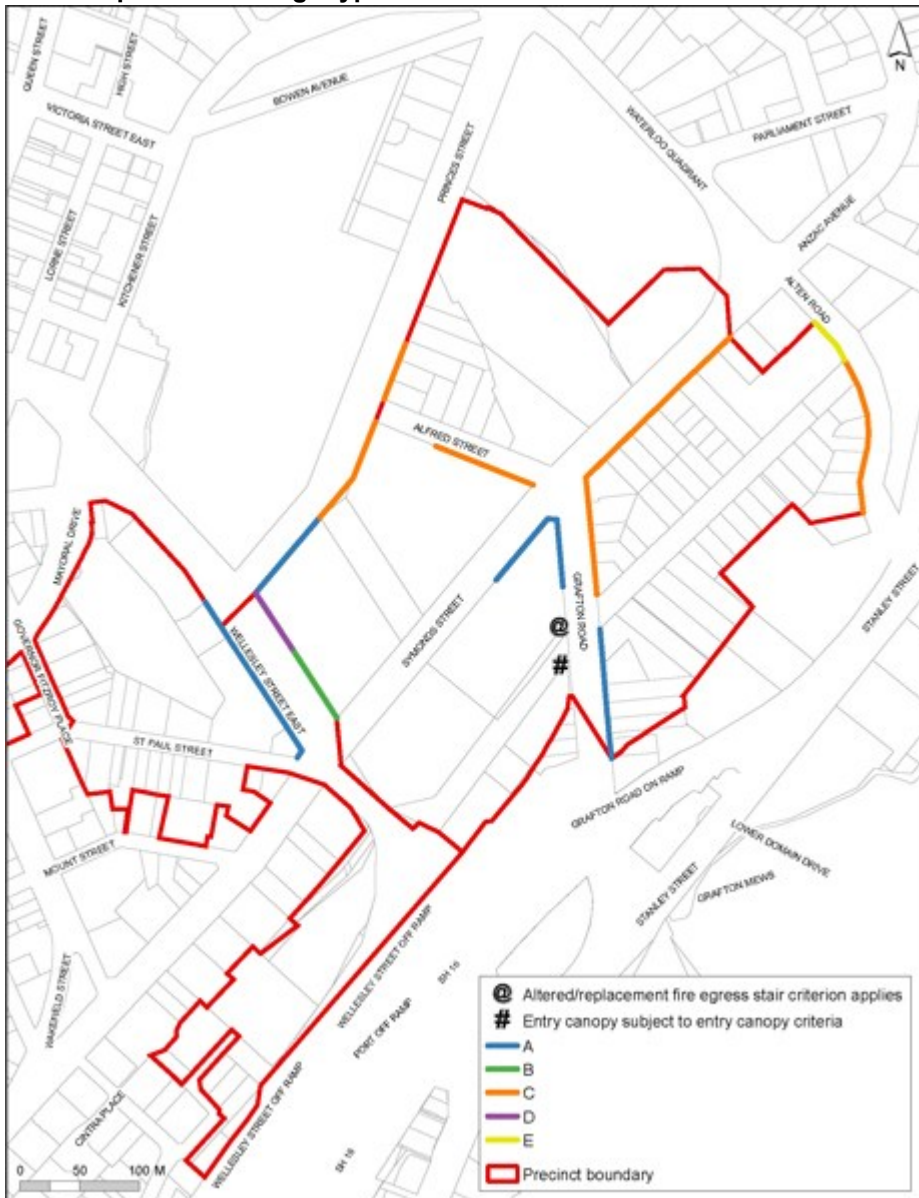 QUEEN STREET
HIGH STREET
BOWEN AVENUE
VICTORIA STREET EAST
LORNE STREET
KITCHENER STREET
PRINCES STREET
WATERLOO QUADRANT
PARLIAMENT STREET
ANZAC AVENUE
ALTEN ROAD
N
ALFRED STREET
MAYORAL DRIVE
GOVERNOR FITZROY PLACE
WELLESLEY STREET EAST
SYMONDS STREET
GRAFTON ROAD
STANLEY STREET
@
#
ST PAUL STREET
MOUNT STREET
GRAFTON ROAD ON RAMP
LOWER DOMAIN DRIVE
GRAFTON MEWS
STANLEY STREET
WAKEFIELD STREET
WELLESLEY STREET OFF RAMP
PORT OFF RAMP
SH 16
CINTRA PLACE
WELLESLEY STREET OFF RAMP
SH 16
0 50 100 M
@ Altered/replacement fire egress stair criterion applies
# Entry canopy subject to entry canopy criteria
A
B
C
D
E
Precinct boundary